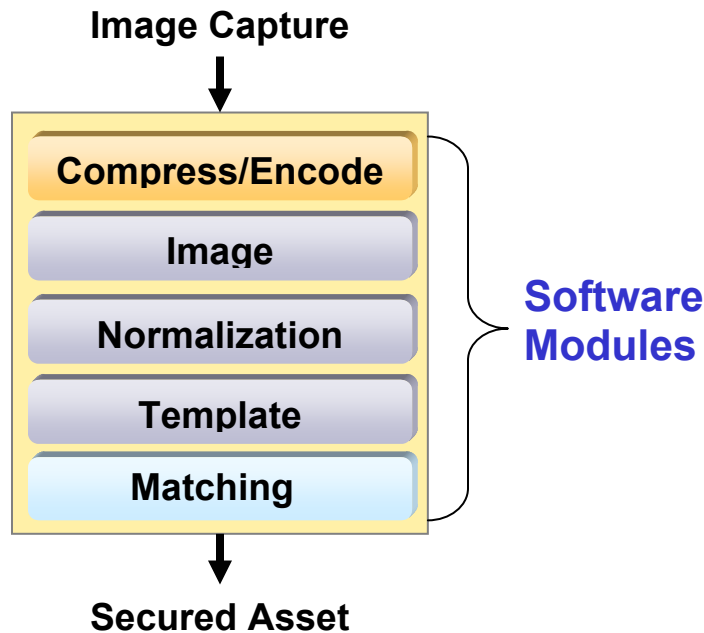 Image Capture
Compress/Encode
Image
Normalization
Template
Matching
Software
Modules
Secured Asset